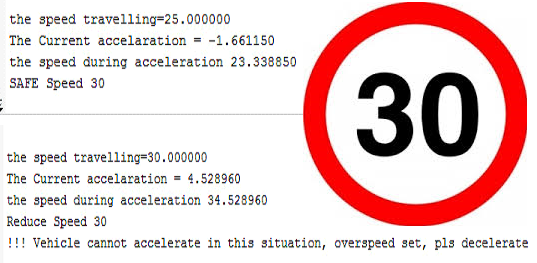 the speed travelling=25.000000
The Current accelaration = -1.661150
the speed during acceleration 23.338850
SAFE Speed 30
30
the speed travelling=30.000000
The Current accelaration = 4.528960
the speed during acceleration 34.528960
Reduce Speed 30
!!! Vehicle cannot accelerate in this situation, overspeed set, pls decelerate